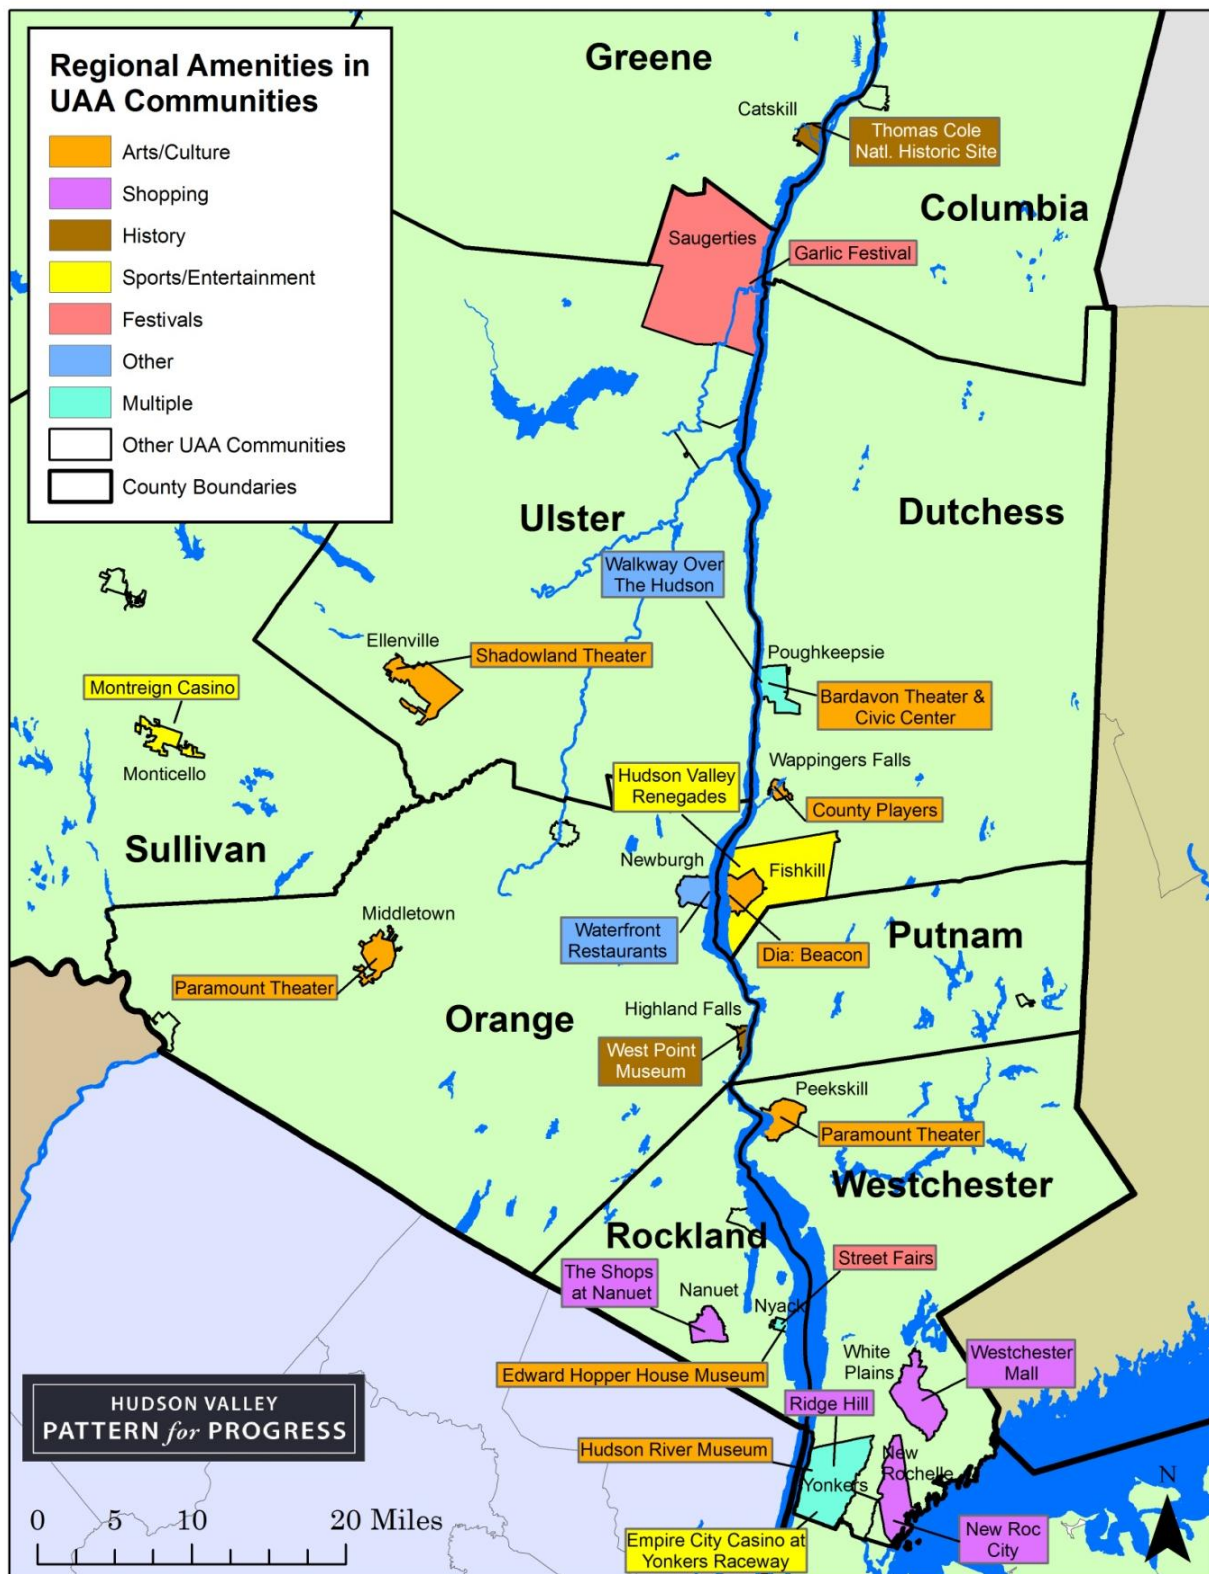 Regional Amenities in
UAA Communities
Arts/Culture
Shopping
History
Sports/Entertainment
Festivals
Other
Multiple
Other UAA Communities
County Boundaries
Greene
Catskill
Thomas Cole
Natl. Historic Site
Columbia
Saugerties
Garlic Festival
Ulster
Dutchess
Walkway Over
The Hudson
Ellenville
Shadowland Theater
Poughkeepsie
Bardavon Theater &
Civic Center
Montreign Casino
Monticello
Sullivan
Wappingers Falls
Hudson Valley
Renegades
County Players
Newburgh
Fishkill
Waterfront
Restaurants
Dia: Beacon
Putnam
Middletown
Paramount Theater
Orange
Highland Falls
West Point
Museum
Peekskill
Paramount Theater
Westchester
Rockland
Street Fairs
The Shops
at Nanuet
Nanuet
Nyack
Edward Hopper House Museum
White
Plains
Westchester
Mall
Ridge Hill
Hudson River Museum
Yonkers
New
Rochelle
Empire City Casino at
Yonkers Raceway
New Roc
City
HUDSON VALLEY
PATTERN for PROGRESS
0 5 10 20 Miles
N